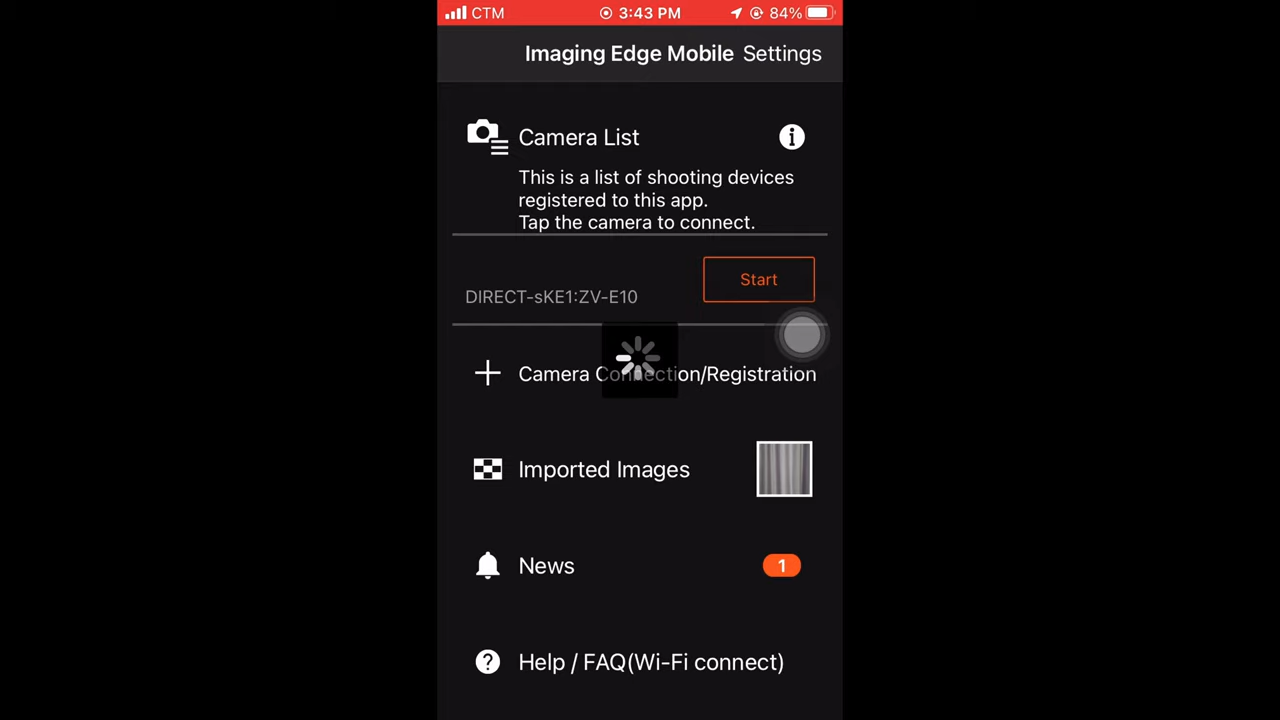 CTM 3:43 PM 84%
Imaging Edge Mobile Settings
Camera List
This is a list of shooting devices
registered to this app.
Tap the camera to connect.
Start
DIRECT-sKE1:ZV-E10
Camera Connection/Registration
Imported Images
News 1
Help / FAQ(Wi-Fi connect)